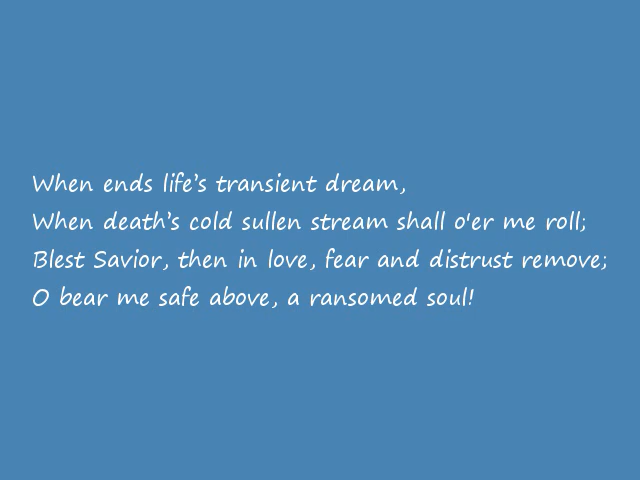 When ends life’s transient dream,
When death’s cold sullen stream shall o'er me roll;
Blest Savior, then in love, fear and distrust remove;
O bear me safe above, a ransomed soul!